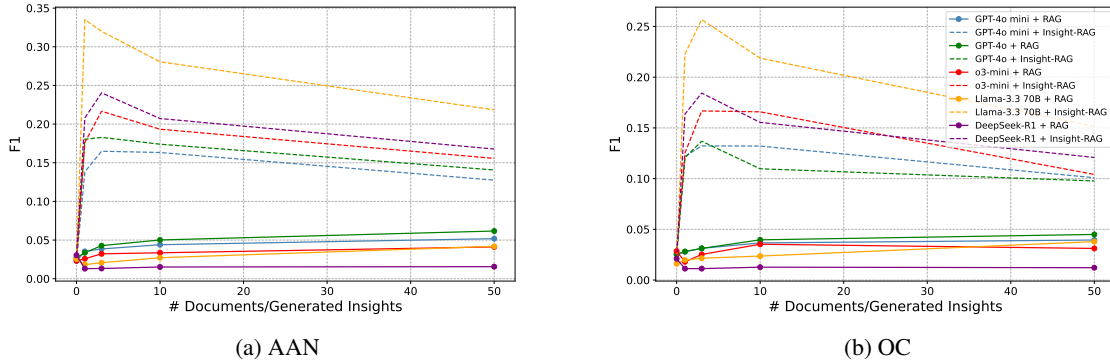 0.35
0.30
0.25
0.20
0.15
0.10
0.05
0.00
F1
0 10 20 30 40 50
# Documents/Generated Insights
(a) AAN
0.25
0.20
0.15
0.10
0.05
0.00
F1
GPT-4o mini + RAG
GPT-4o mini + Insight-RAG
GPT-4o + RAG
GPT-4o + Insight-RAG
o3-mini + RAG
o3-mini + Insight-RAG
Llama-3.3 70B + RAG
Llama-3.3 70B + Insight-RAG
DeepSeek-R1 + RAG
DeepSeek-R1 + Insight-RAG
0 10 20 30 40 50
# Documents/Generated Insights
(b) OC